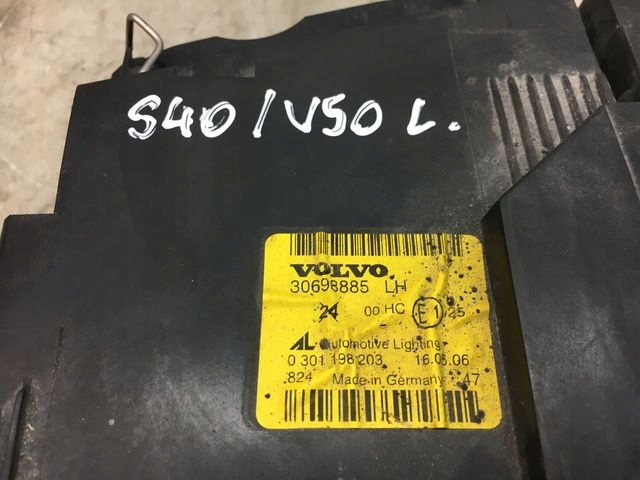 S40/V50 L.
VOLVO
30698885 LH
24 00 HC E1 25
AL Automotive Lighting
0 301 198 203 16.05.06
824 Made in Germany 47